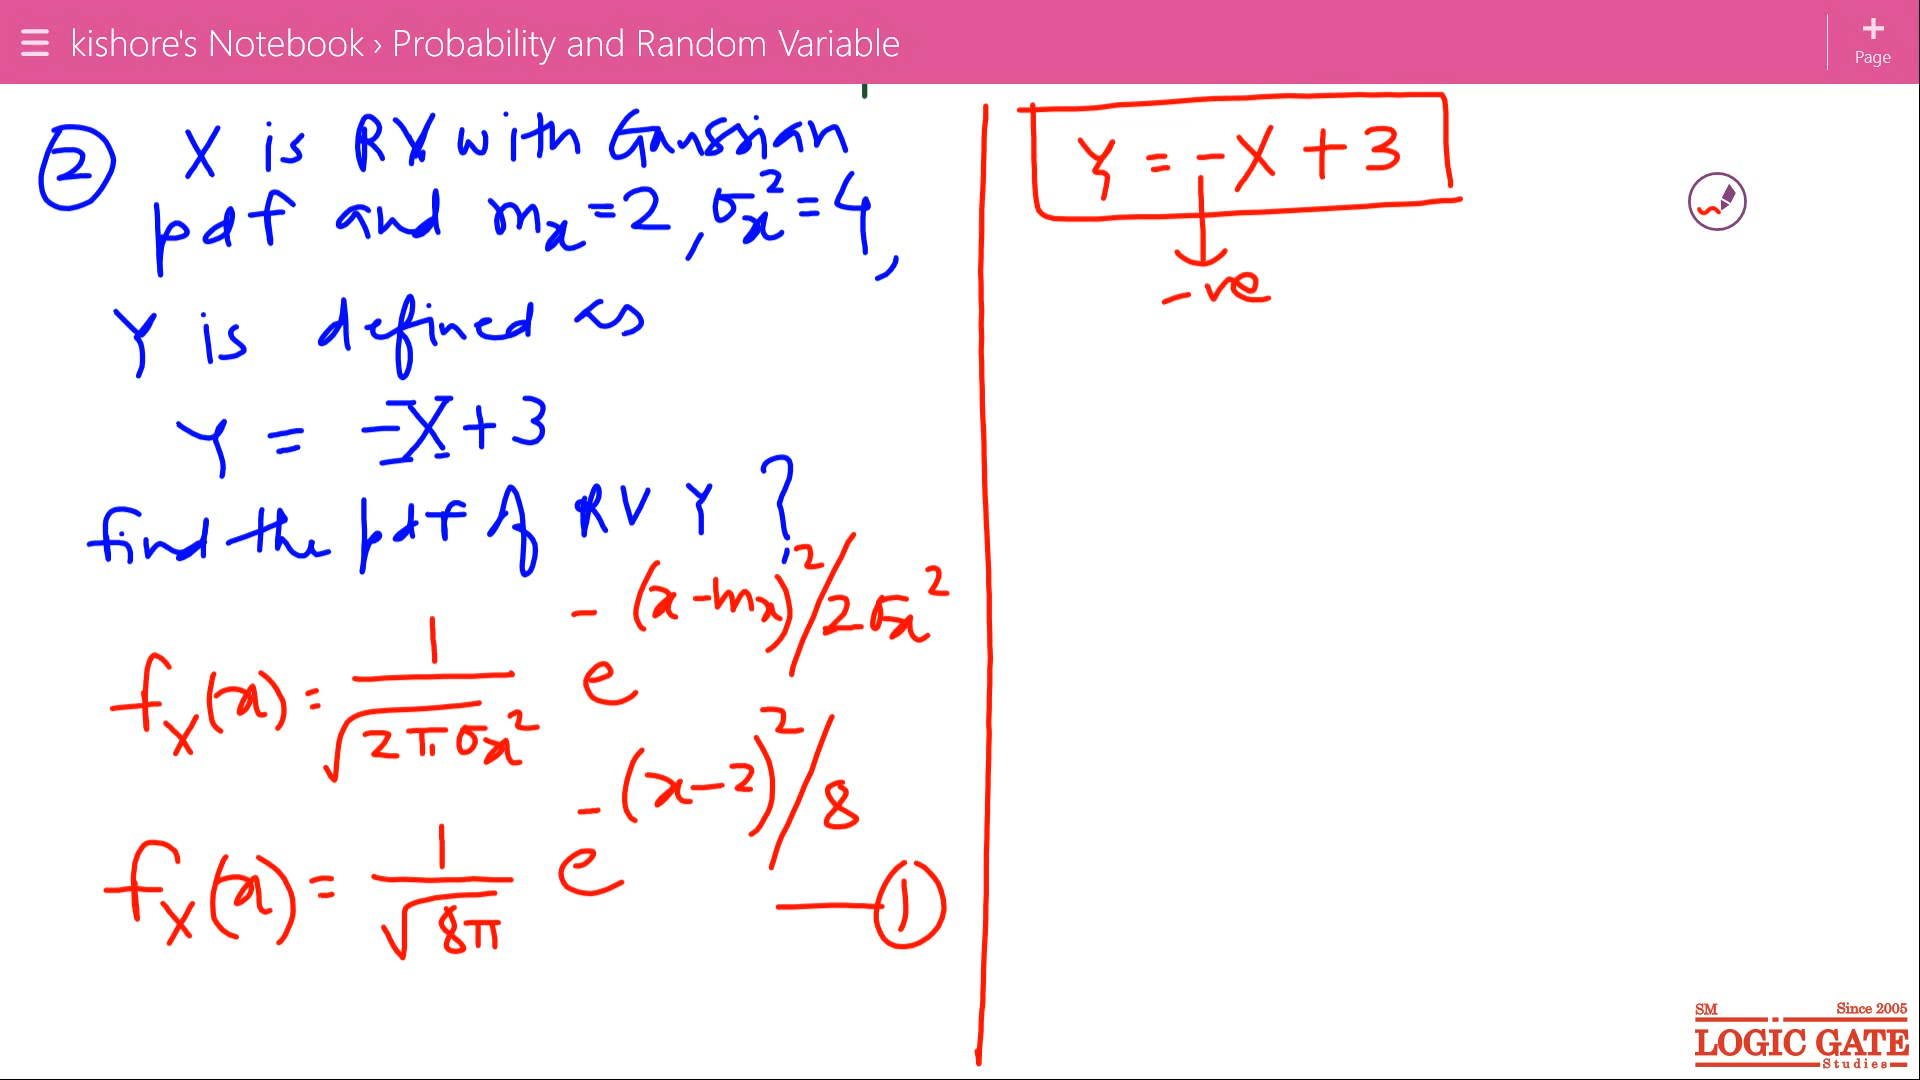 kishore's Notebook › Probability and Random Variable
+
Page
② X is RV with Gaussian
pdf and mₓ = 2, σₓ² = 4,
Y is defined as
Y = -X + 3
find the pdf of RV Y ?
f_X(x) = 1/√(2πσₓ²) e^(-(x-mₓ)²/2σₓ²)
f_X(x) = 1/√(8π) e^(-(x-2)²/8) —①
Y = -X + 3
-ve
SM Since 2005
LOGIC GATE
Studies